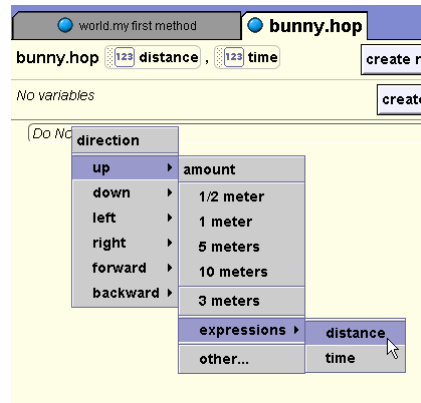 world.my first method
bunny.hop
bunny.hop 123 distance , 123 time
create
No variables
create
Do No
direction
up
amount
down
1/2 meter
left
1 meter
right
5 meters
forward
10 meters
backward
3 meters
expressions
distance
other...
time